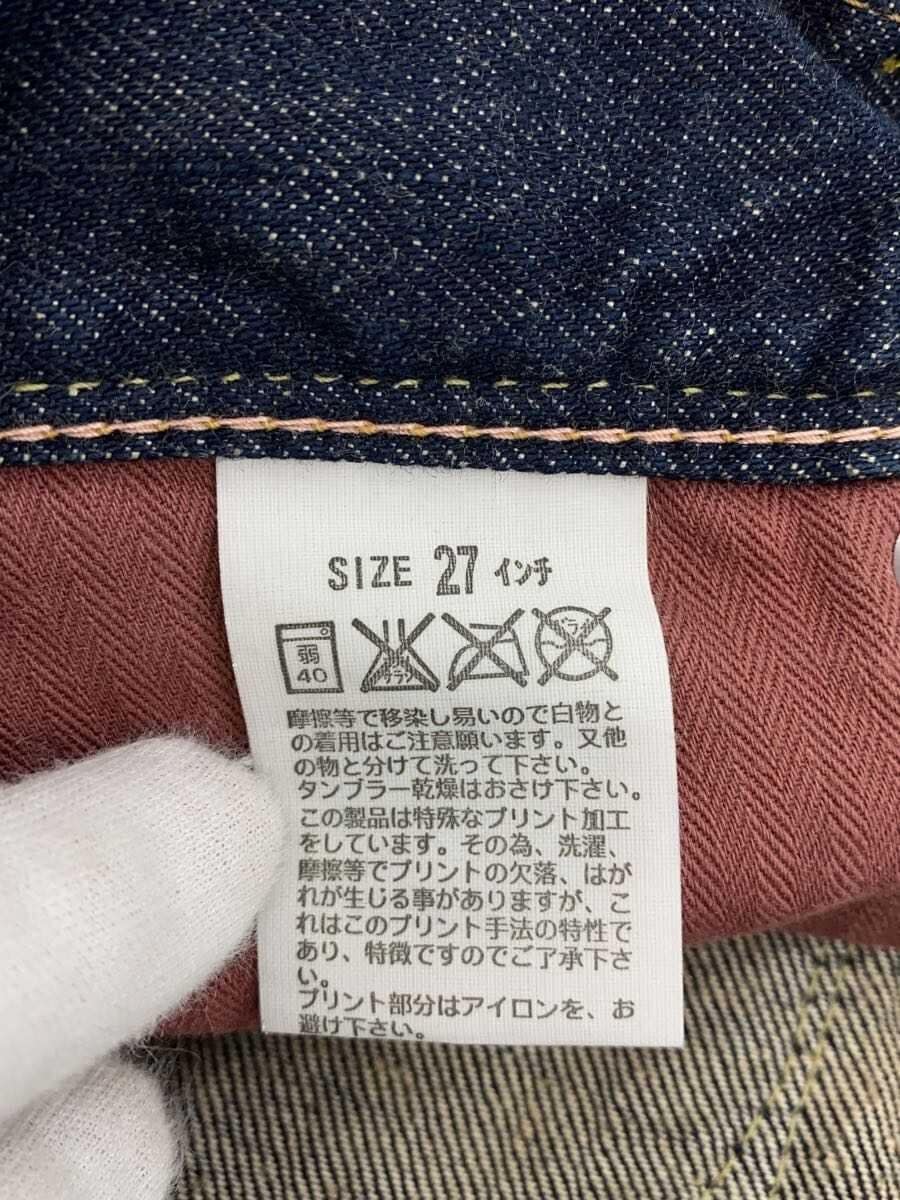 SIZE 27 インチ
弱
40
エンソ
サラシ
ドライ
摩擦等で移染し易いので白物と
の着用はご注意願います。又他
の物と分けて洗って下さい。
タンブラー乾燥はおさけ下さい。
この製品は特殊なプリント加工
をしています。その為、洗濯、
摩擦等でプリントの欠落、はが
れが生じる事がありますが、こ
れはこのプリント手法の特性で
あり、特徴ですのでご了承下さ
い。
プリント部分はアイロンを、お
避け下さい。